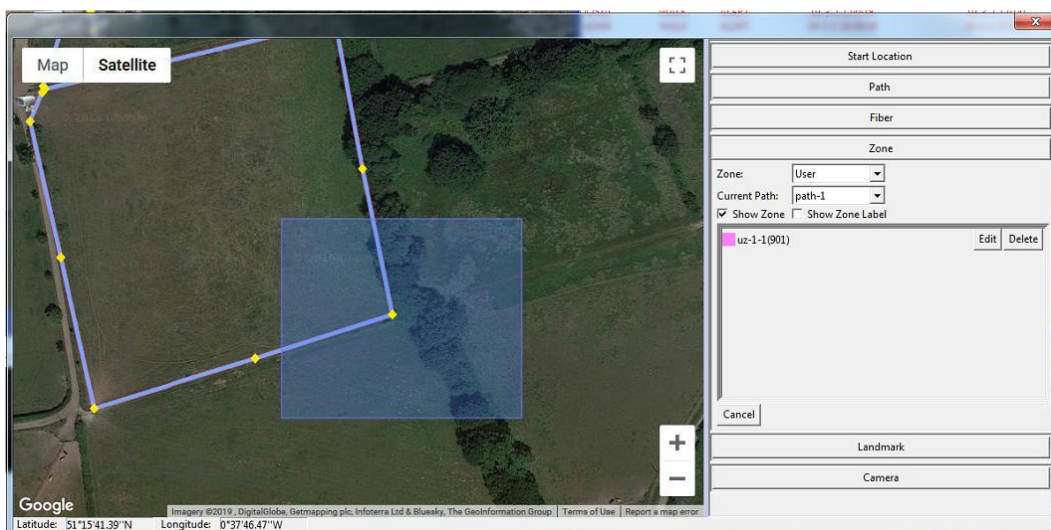 x
Map Satellite
Start Location
Path
Fiber
Zone
Zone: User
Current Path: path-1
Show Zone Show Zone Label
uz-1-1(901) Edit Delete
Cancel
Landmark
Camera
+
−
Google
Imagery ©2019 , DigitalGlobe, Getmapping plc, Infoterra Ltd & Bluesky, The GeoInformation Group Terms of Use Report a map error
Latitude: 51°15'41.39''N Longitude: 0°37'46.47''W